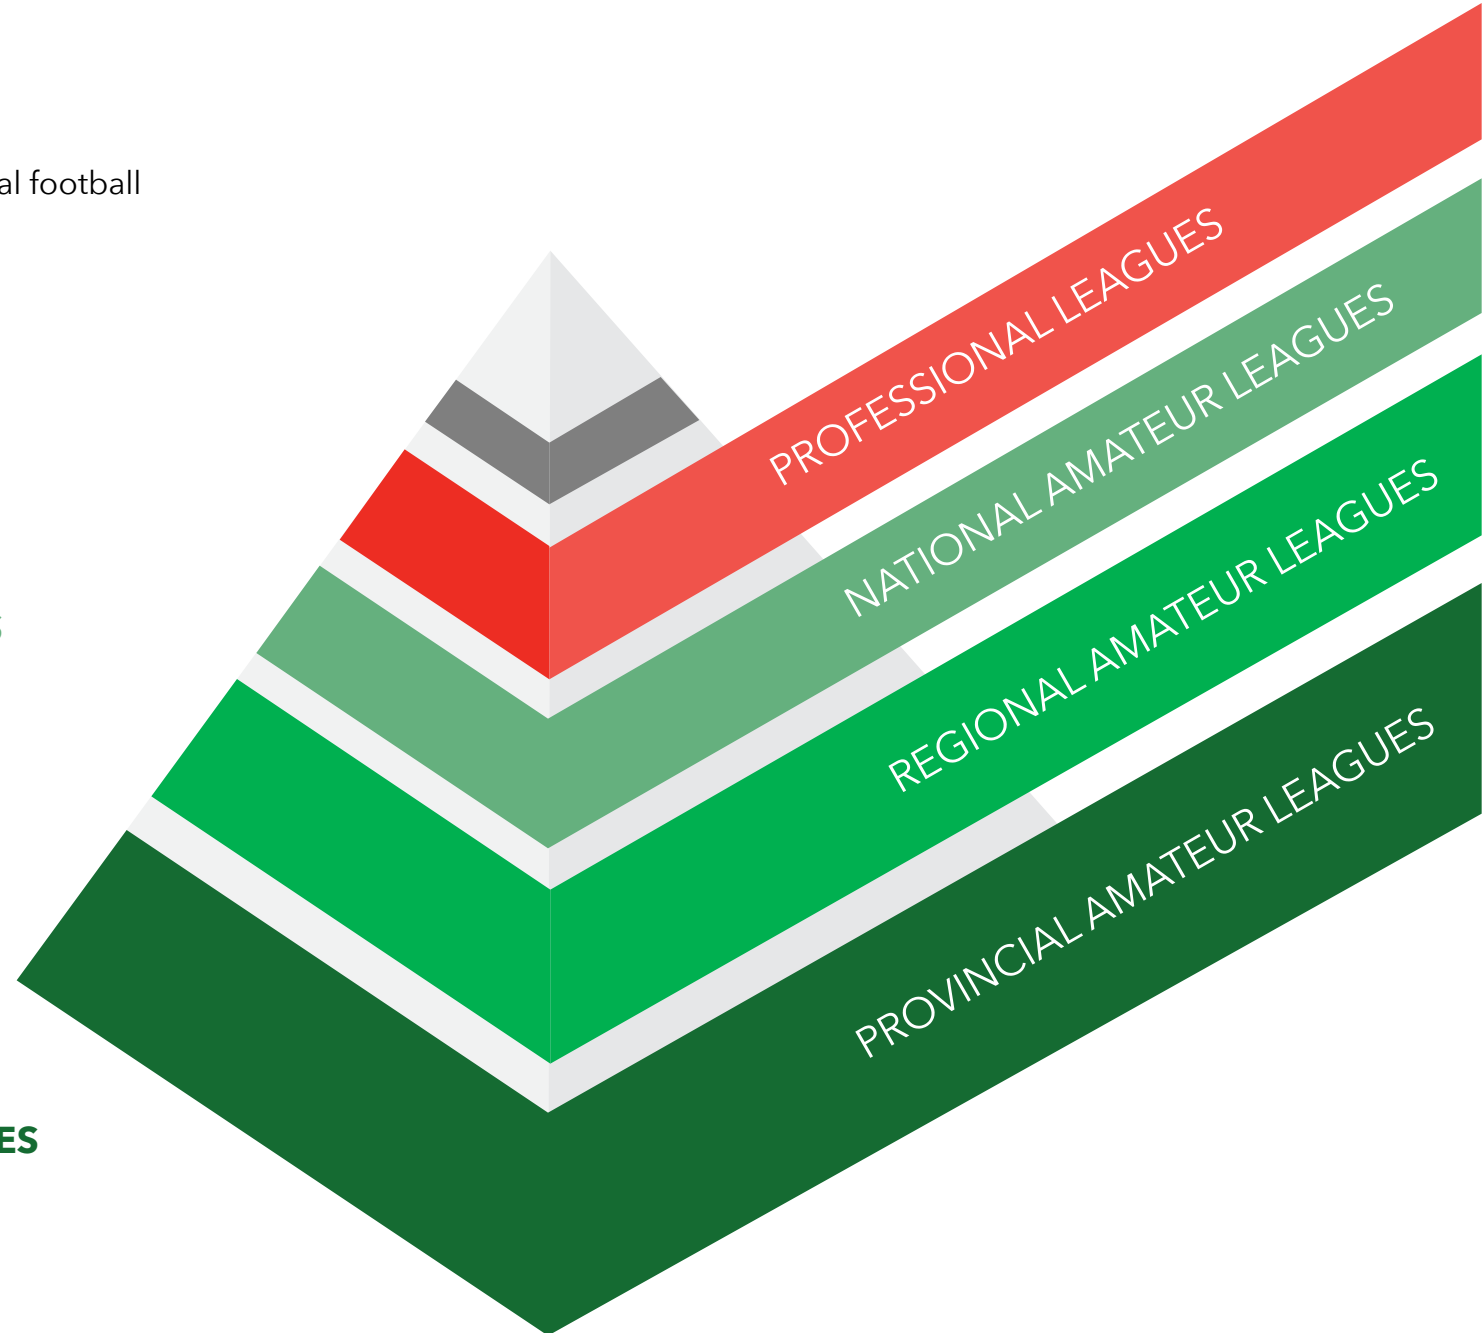 al football
PROFESSIONAL LEAGUES
NATIONAL AMATEUR LEAGUES
S
REGIONAL AMATEUR LEAGUES
PROVINCIAL AMATEUR LEAGUES
ES